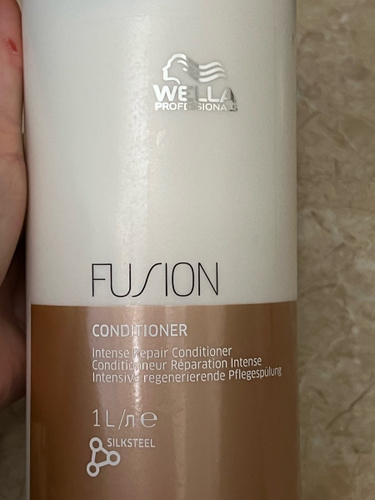 WELLA
PROFESSIONALS
FUSION
CONDITIONER
Intense Repair Conditioner
Conditionneur Réparation Intense
Intensive regenerierende Pflegespülung
1 L/л e
SILKSTEEL